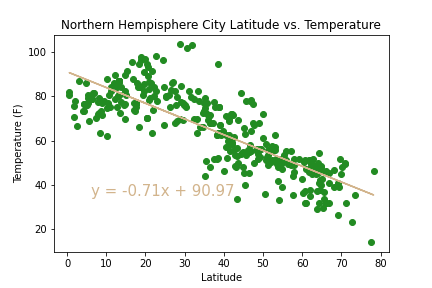 Northern Hempisphere City Latitude vs. Temperature
Temperature (F)
100
80
60
40
20
y = -0.71x + 90.97
0 10 20 30 40 50 60 70 80
Latitude